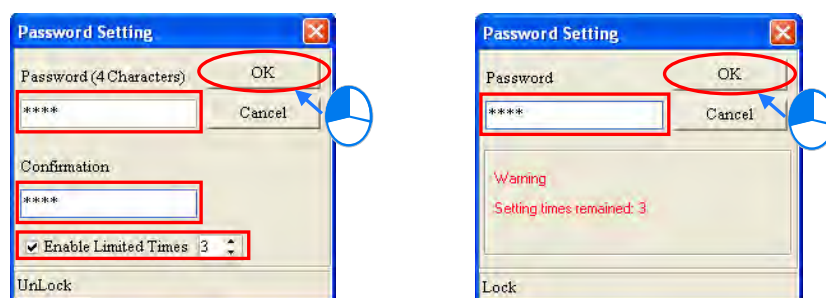 Password Setting
Password (4 Characters)
OK
****
Cancel
Confirmation
****
Enable Limited Times 3
UnLock
Password Setting
Password
OK
****
Cancel
Warning
Setting times remained: 3
Lock